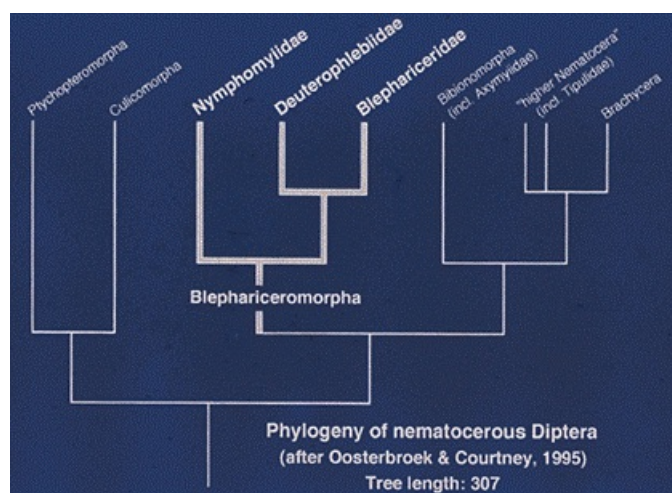 Ptychopteromorpha
Culicomorpha
Nymphomyiidae
Deuterophlebiidae
Blephariceridae
Bibionomorpha
(incl. Axymyiidae)
"higher Nematocera"
(incl. Tipulidae)
Brachycera
Blephariceromorpha
Phylogeny of nematocerous Diptera
(after Oosterbroek & Courtney, 1995)
Tree length: 307